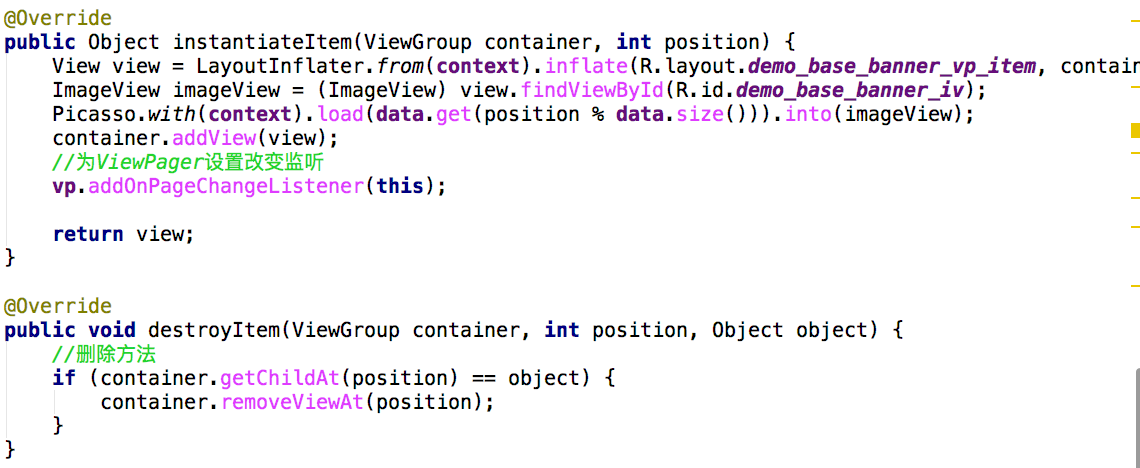 @Override
public Object instantiateItem(ViewGroup container, int position) {
    View view = LayoutInflater.from(context).inflate(R.layout.demo_base_banner_vp_item, contain
    ImageView imageView = (ImageView) view.findViewById(R.id.demo_base_banner_iv);
    Picasso.with(context).load(data.get(position % data.size())).into(imageView);
    container.addView(view);
    //为ViewPager设置改变监听
    vp.addOnPageChangeListener(this);
    return view;
}
@Override
public void destroyItem(ViewGroup container, int position, Object object) {
    //删除方法
    if (container.getChildAt(position) == object) {
        container.removeViewAt(position);
    }
}